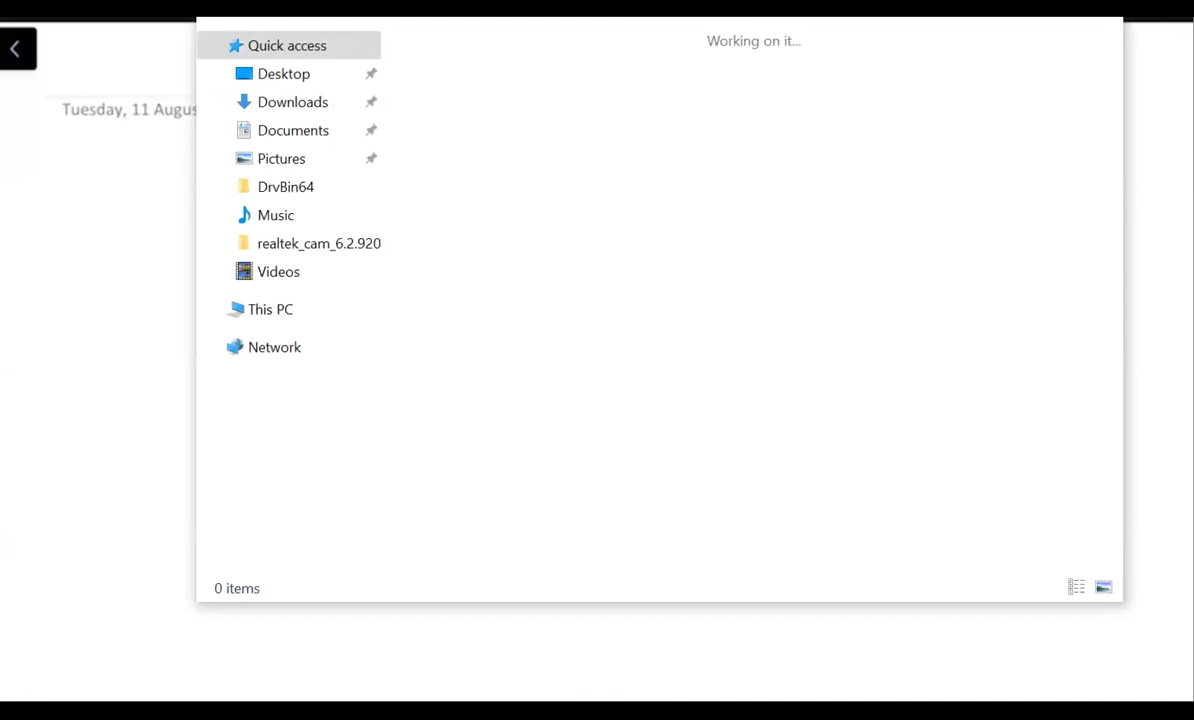 Quick access
Working on it...
Desktop
Downloads
Tuesday, 11
Documents
Pictures
DrvBin64
Music
realtek_cam_6.2.920
Videos
This PC
Network
0 items